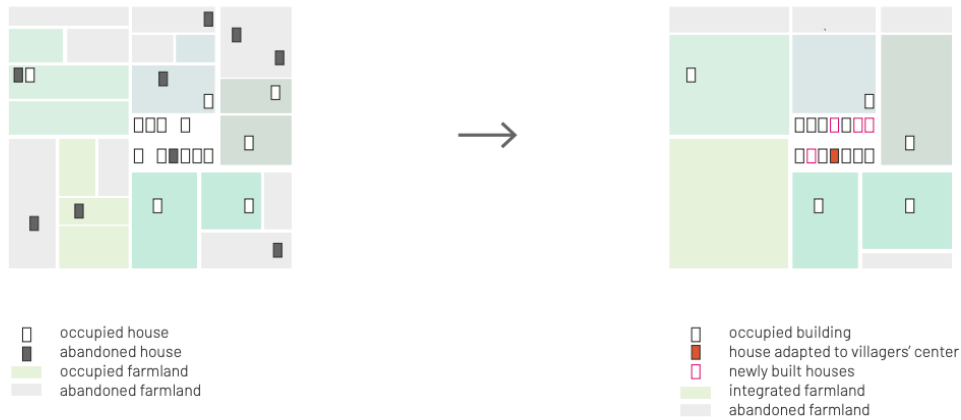 occupied house
abandoned house
occupied farmland
abandoned farmland
occupied building
house adapted to villagers' center
newly built houses
integrated farmland
abandoned farmland